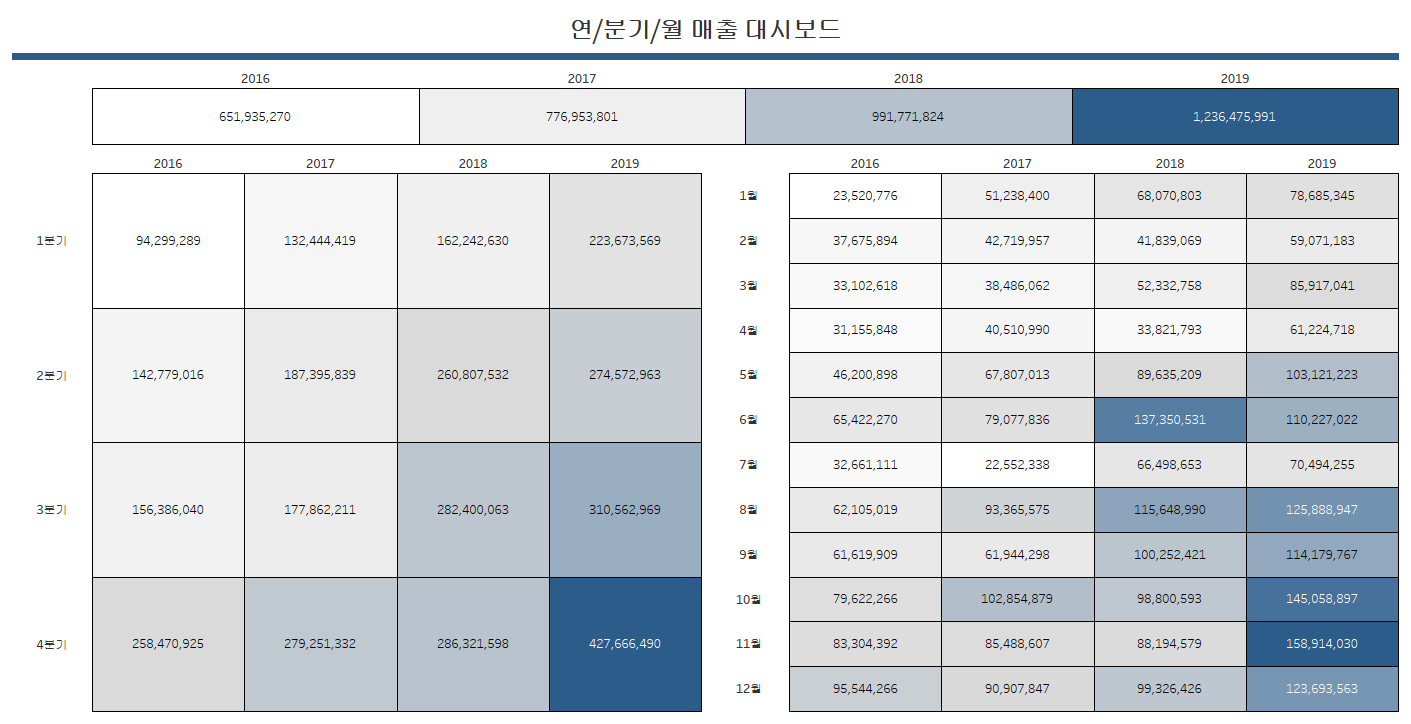 연/분기/월 매출 대시보드
2016 2017 2018 2019
651,935,270 776,953,801 991,771,824 1,236,475,991
2016 2017 2018 2019
1분기 94,299,289 132,444,419 162,242,630 223,673,569
2분기 142,779,016 187,395,839 260,807,532 274,572,963
3분기 156,386,040 177,862,211 282,400,063 310,562,969
4분기 258,470,925 279,251,332 286,321,598 427,666,490
2016 2017 2018 2019
1월 23,520,776 51,238,400 68,070,803 78,685,345
2월 37,675,894 42,719,957 41,839,069 59,071,183
3월 33,102,618 38,486,062 52,332,758 85,917,041
4월 31,155,848 40,510,990 33,821,793 61,224,718
5월 46,200,898 67,807,013 89,635,209 103,121,223
6월 65,422,270 79,077,836 137,350,531 110,227,022
7월 32,661,111 22,552,338 66,498,653 70,494,255
8월 62,105,019 93,365,575 115,648,990 125,888,947
9월 61,619,909 61,944,298 100,252,421 114,179,767
10월 79,622,266 102,854,879 98,800,593 145,058,897
11월 83,304,392 85,488,607 88,194,579 158,914,030
12월 95,544,266 90,907,847 99,326,426 123,693,563